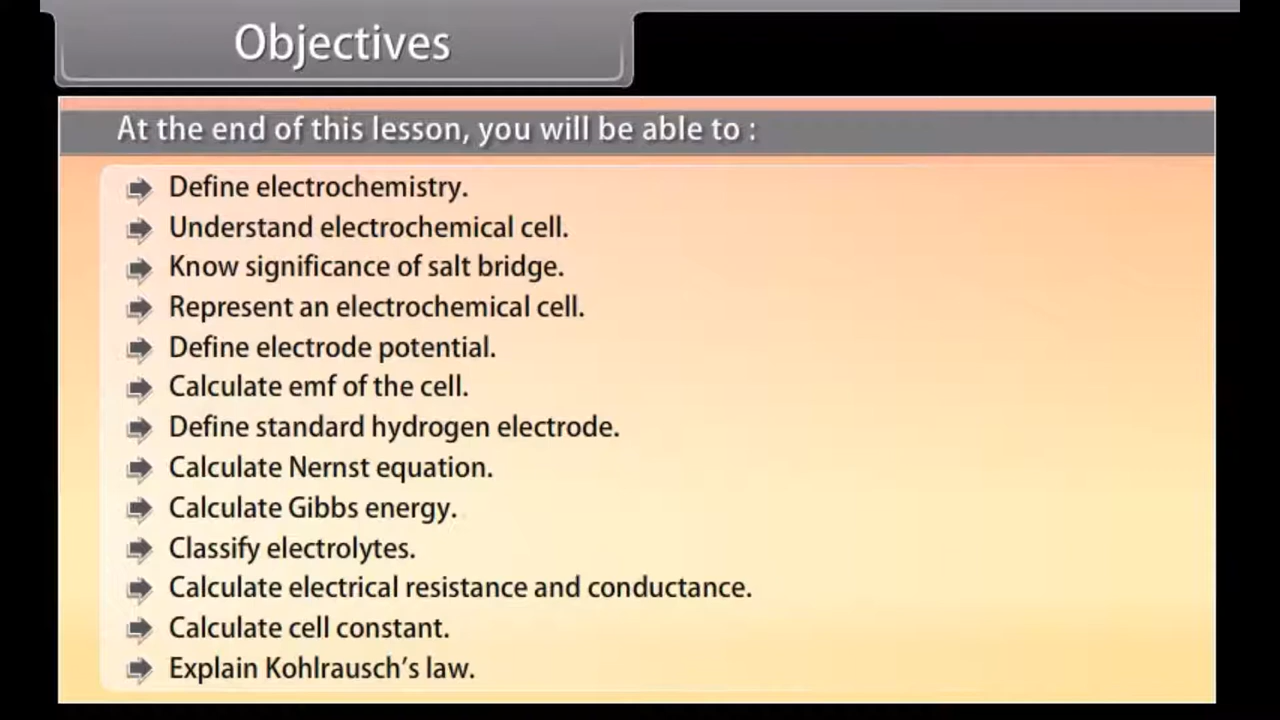 Objectives
At the end of this lesson, you will be able to :
Define electrochemistry.
Understand electrochemical cell.
Know significance of salt bridge.
Represent an electrochemical cell.
Define electrode potential.
Calculate emf of the cell.
Define standard hydrogen electrode.
Calculate Nernst equation.
Calculate Gibbs energy.
Classify electrolytes.
Calculate electrical resistance and conductance.
Calculate cell constant.
Explain Kohlrausch’s law.